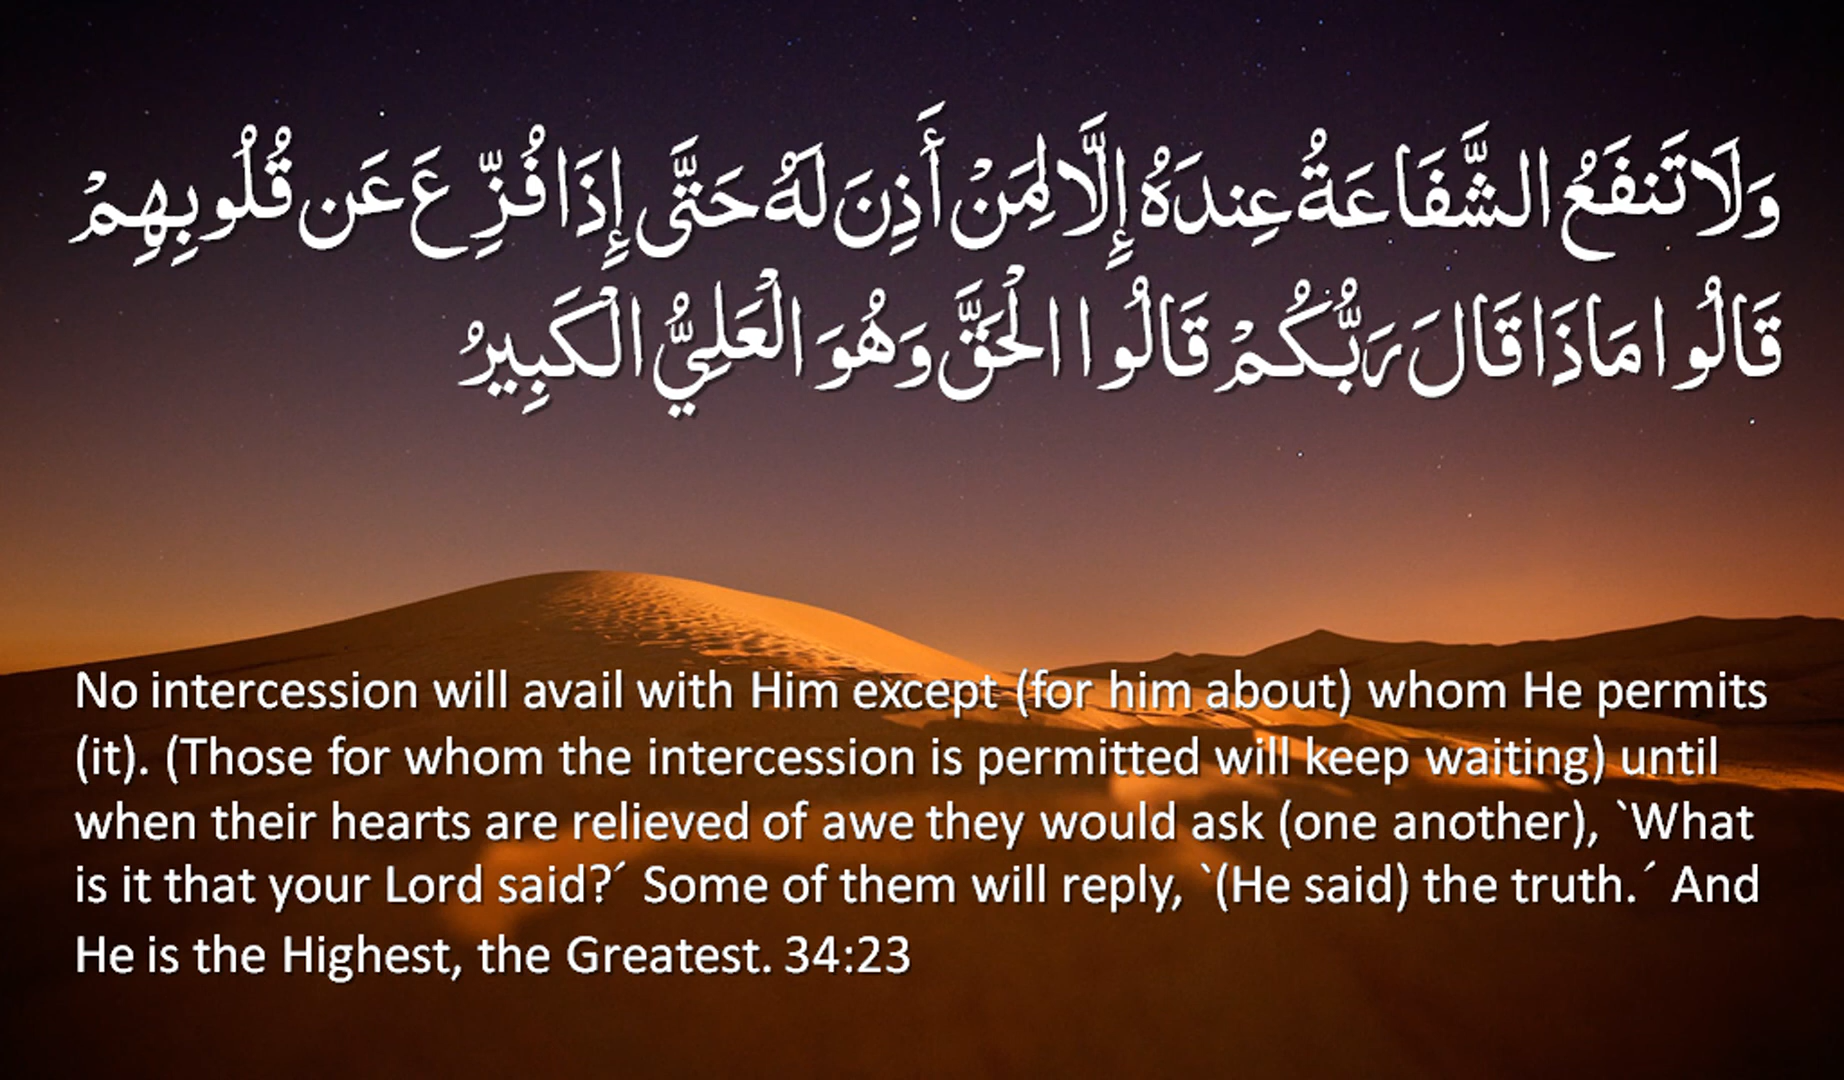 وَلَا تَنفَعُ الشَّفَاعَةُ عِندَهُ إِلَّا لِمَنْ أَذِنَ لَهُ حَتَّى إِذَا فُزِّعَ عَن قُلُوبِهِمْ
قَالُوا مَاذَا قَالَ رَبُّكُمْ قَالُوا الْحَقَّ وَهُوَ الْعَلِيُّ الْكَبِيرُ
No intercession will avail with Him except (for him about) whom He permits
(it). (Those for whom the intercession is permitted will keep waiting) until
when their hearts are relieved of awe they would ask (one another), `What
is it that your Lord said?´ Some of them will reply, `(He said) the truth.´ And
He is the Highest, the Greatest. 34:23